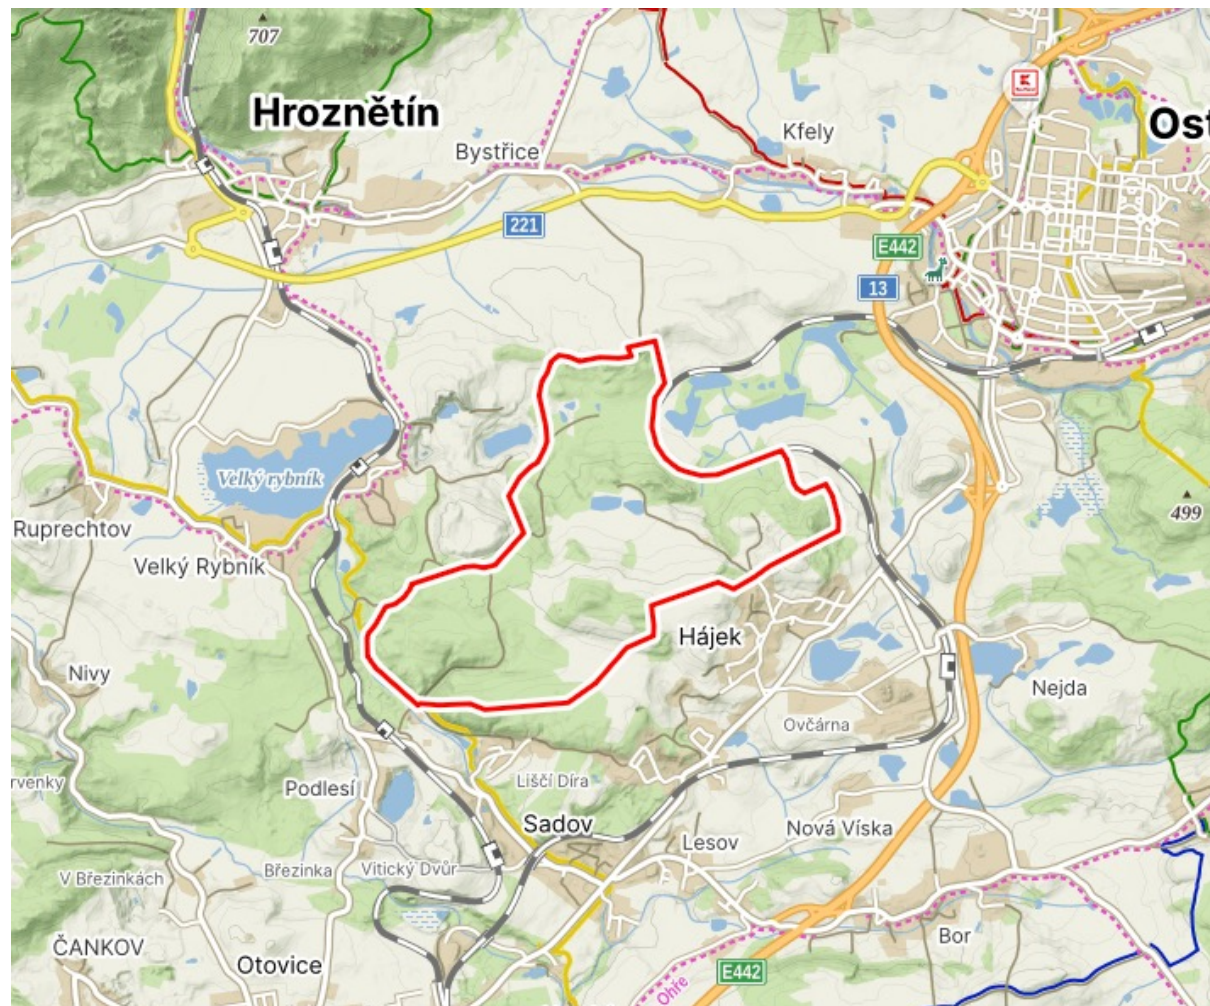 707
Hroznětín
Bystřice
Kfely
Ost
221
E442
13
Velký rybník
Ruprechtov
499
Velký Rybník
Hájek
Nivy
Nejda
Ovčárna
rvenky
Podlesí
Liščí Díra
Sadov
Nová Víska
Lesov
Březinka
Vitický Dvůr
V Březinkách
ČANKOV
Bor
Otovice
E442
Ohře